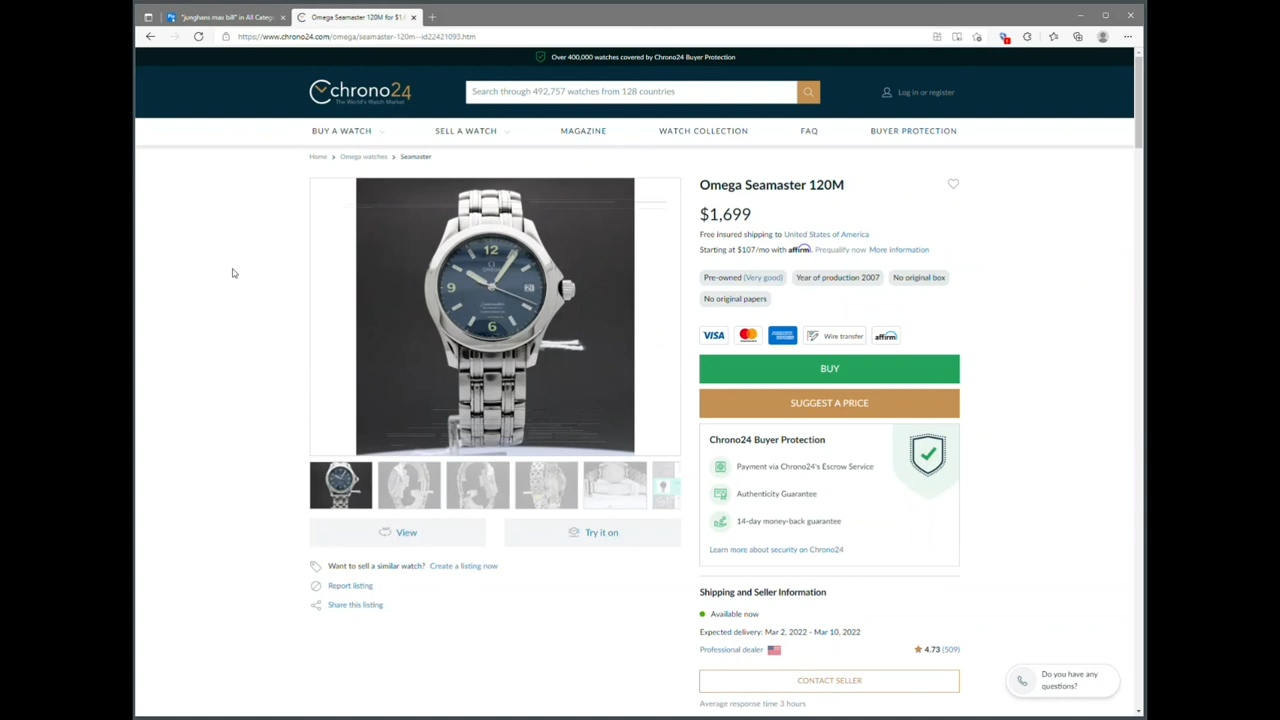 "junghans max bill" in All Categ
Omega Seamaster 120M for $1,
https://www.chrono24.com/omega/seamaster-120m--id22421093.htm
Over 400,000 watches covered by Chrono24 Buyer Protection
chrono24
The World's Watch Market
Search through 492,757 watches from 128 countries
Log in or register
BUY A WATCH
SELL A WATCH
MAGAZINE
WATCH COLLECTION
FAQ
BUYER PROTECTION
Home > Omega watches > Seamaster
12
9
6
OMEGA
21
View
Try it on
Want to sell a similar watch? Create a listing now
Report listing
Share this listing
Omega Seamaster 120M
$1,699
Free insured shipping to United States of America
Starting at $107/mo with affirm. Prequalify now More information
Pre-owned (Very good)
Year of production 2007
No original box
No original papers
VISA
Wire transfer
affirm
BUY
SUGGEST A PRICE
Chrono24 Buyer Protection
Payment via Chrono24's Escrow Service
Authenticity Guarantee
14-day money-back guarantee
Learn more about security on Chrono24
Shipping and Seller Information
Available now
Expected delivery: Mar 2, 2022 - Mar 10, 2022
Professional dealer
4.73 (509)
CONTACT SELLER
Average response time 3 hours
Do you have any
questions?